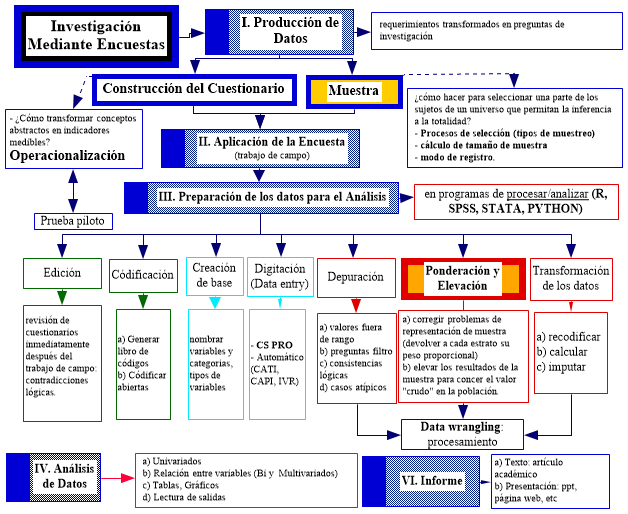 Investigación
Mediante Encuestas
I. Producción de
Datos
requerimientos transformados en preguntas de
investigación
Construcción del Cuestionario
Muestra
- ¿Cómo transformar conceptos
abstractos en indicadores
medibles?
Operacionalización
¿cómo hacer para seleccionar una parte de los
sujetos de un universo que permitan la inferencia
a la totalidad?
- Procesos de selección (tipos de muestreo)
- cálculo de tamaño de muestra
- modo de registro.
II. Aplicación de la Encuesta
(trabajo de campo)
III. Preparación de los datos para el Análisis
en programas de procesar/analizar (R,
SPSS, STATA, PYTHON)
Prueba piloto
Edición
Códificación
Creación
de base
Digitación
(Data entry)
Depuración
Ponderación y
Elevación
Transformación
de los datos
revisión de
cuestionarios
inmediatamente
después del
trabajo de campo:
contradicciones
lógicas.
a) Generar
libro de
códigos
b) Códificar
abiertas
nombrar
variables y
categorías,
tipos de
variables
- CS PRO
- Automático
(CATI,
CAPI, IVR)
a) valores fuera
de rango
b) preguntas filtro
c) consistencias
lógicas
d) casos atípicos
a) corregir problemas de
representación de muestra
(devolver a cada estrato su
peso proporcional)
b) elevar los resultados de la
muestra para concer el valor
"crudo" en la población.
a) recodificar
b) calcular
c) imputar
Data wrangling:
procesamiento
IV. Análisis
de Datos
a) Univariados
b) Relación entre variables (Bi y Multivariados)
c) Tablas, Gráficos
d) Lectura de salidas
VI. Informe
a) Texto: artículo
académico
b) Presentación: ppt,
página web, etc